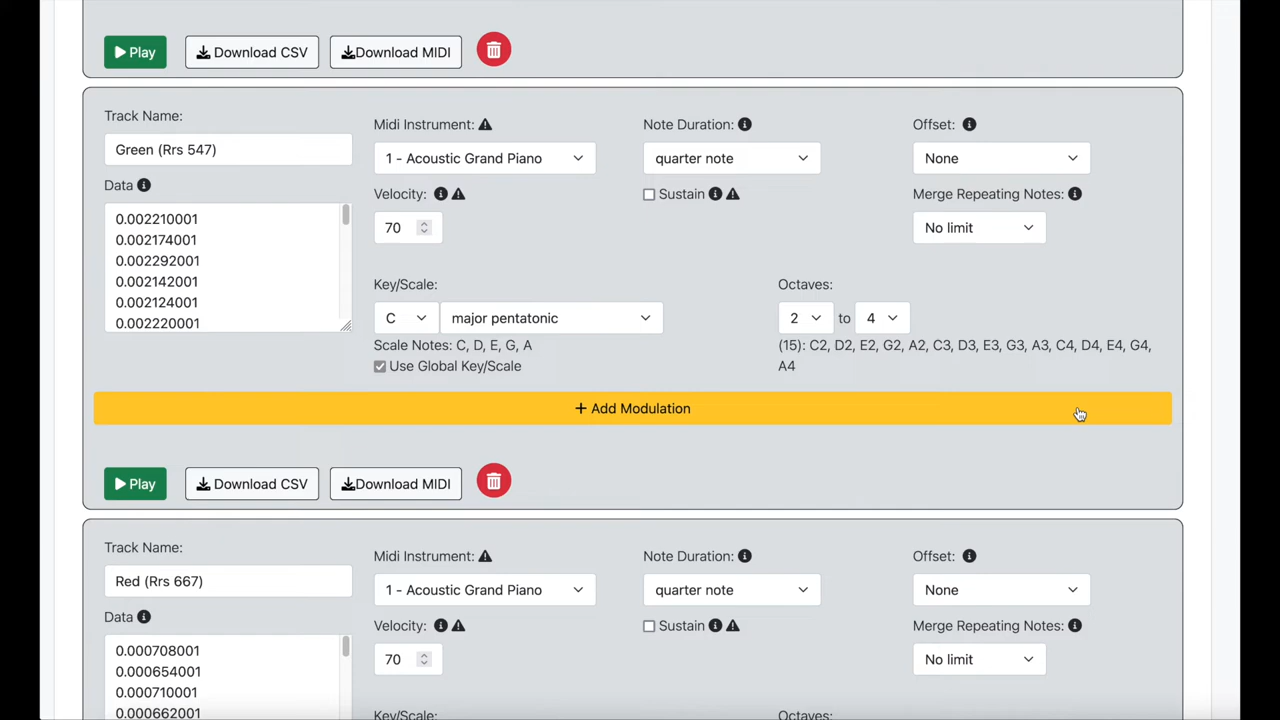 Play
Download CSV
Download MIDI
Track Name:
Green (Rrs 547)
Data
0.002210001
0.002174001
0.002292001
0.002142001
0.002124001
0.002220001
Midi Instrument:
1 - Acoustic Grand Piano
Velocity:
70
Note Duration:
quarter note
Sustain
Offset:
None
Merge Repeating Notes:
No limit
Key/Scale:
C
major pentatonic
Scale Notes: C, D, E, G, A
Use Global Key/Scale
Octaves:
2 to 4
(15): C2, D2, E2, G2, A2, C3, D3, E3, G3, A3, C4, D4, E4, G4,
A4
+ Add Modulation
Play
Download CSV
Download MIDI
Track Name:
Red (Rrs 667)
Data
0.000708001
0.000654001
0.000710001
0.000662001
Midi Instrument:
1 - Acoustic Grand Piano
Velocity:
70
Note Duration:
quarter note
Sustain
Offset:
None
Merge Repeating Notes:
No limit
Key/Scale:
Octaves: